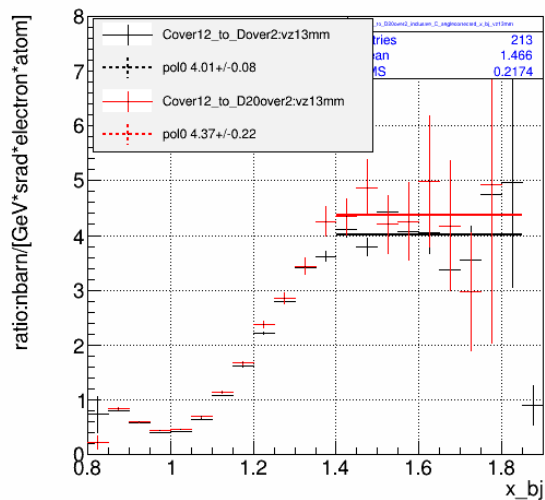 Cover12_to_Dover2:vz13mm
pol0 4.01+/-0.08
Cover12_to_D20over2:vz13mm
pol0 4.37+/-0.22
tries 213
an 1.466
MS 0.2174
ratio:nbarn/[GeV*srad*electron*atom]
8
7
6
5
4
3
2
1
0
0.8 1 1.2 1.4 1.6 1.8
x_bj